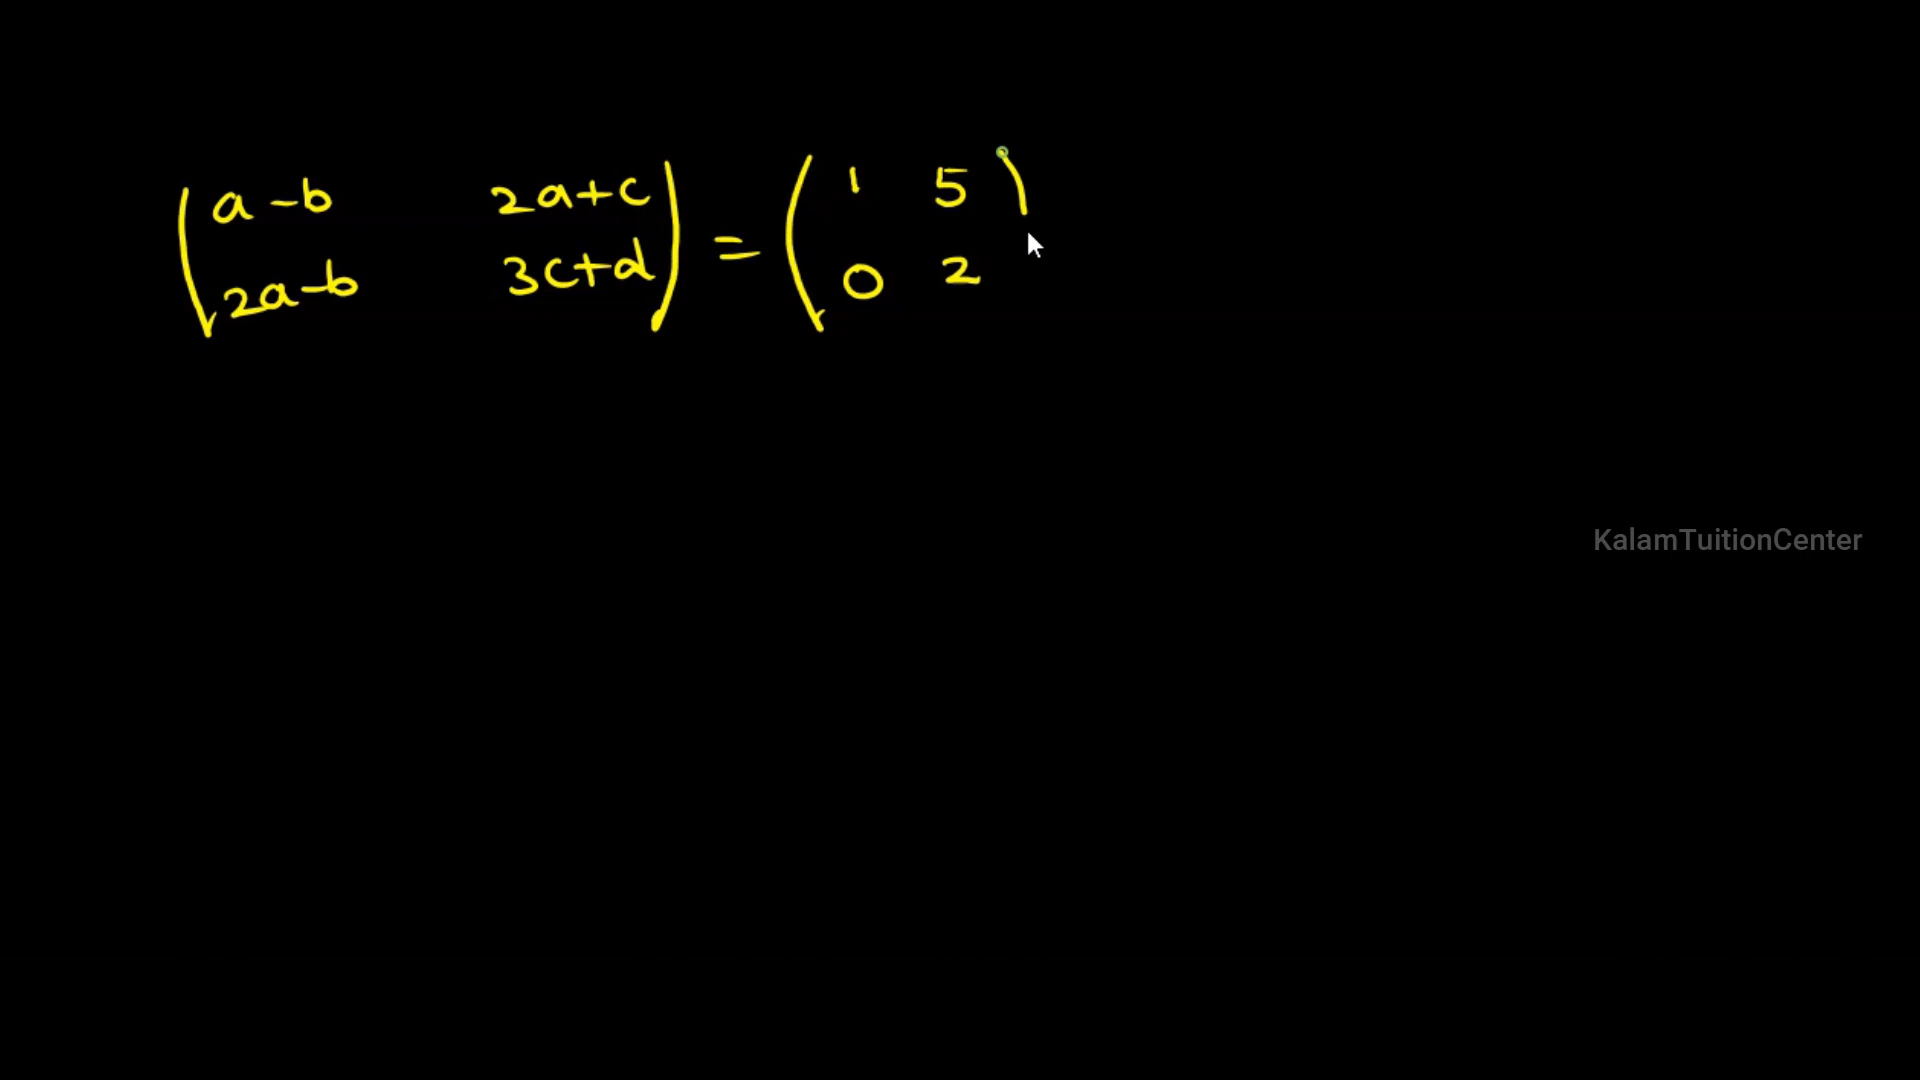 ( a-b 2a+c ) = ( 1 5 )
2a-b 3c+d 0 2
KalamTuitionCenter